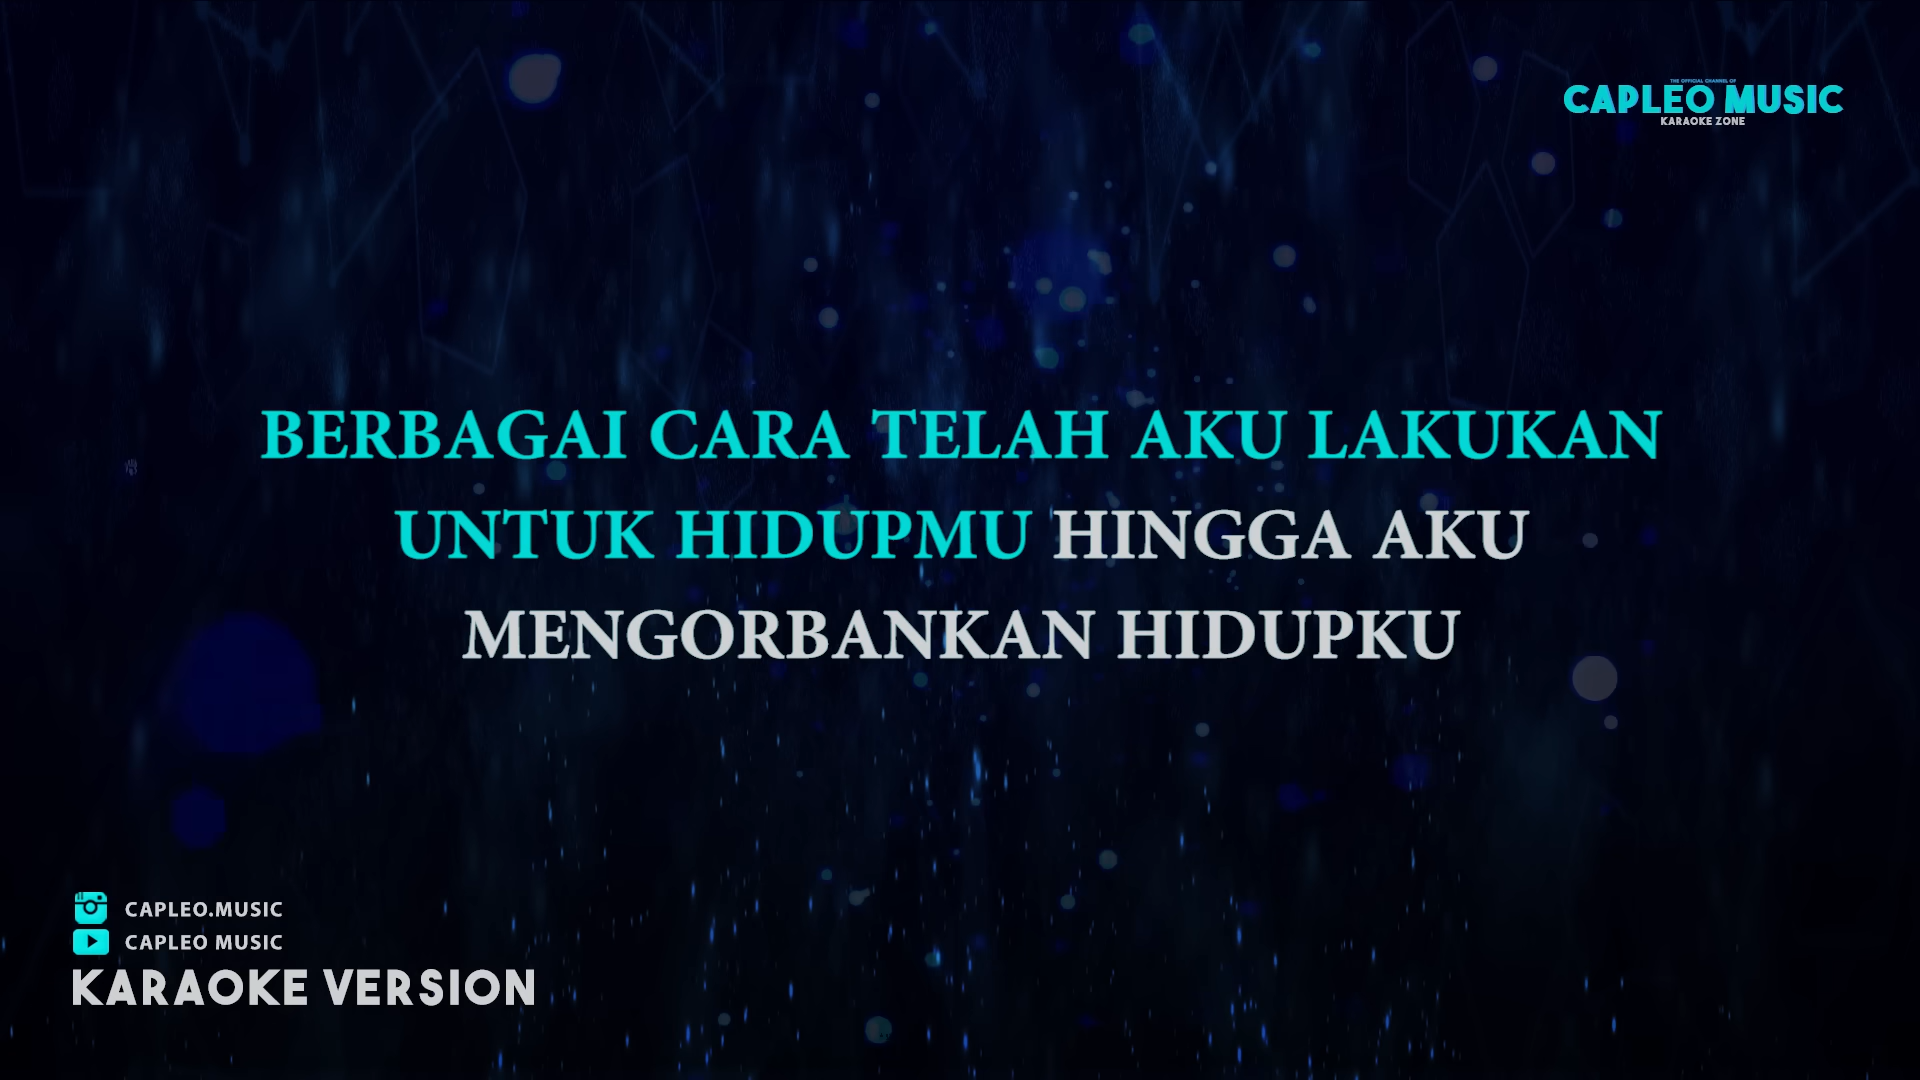 THE OFFICIAL CHANNEL OF
CAPLEO MUSIC
KARAOKE ZONE
BERBAGAI CARA TELAH AKU LAKUKAN
UNTUK HIDUPMU HINGGA AKU
MENGORBANKAN HIDUPKU
CAPLEO.MUSIC
CAPLEO MUSIC
KARAOKE VERSION